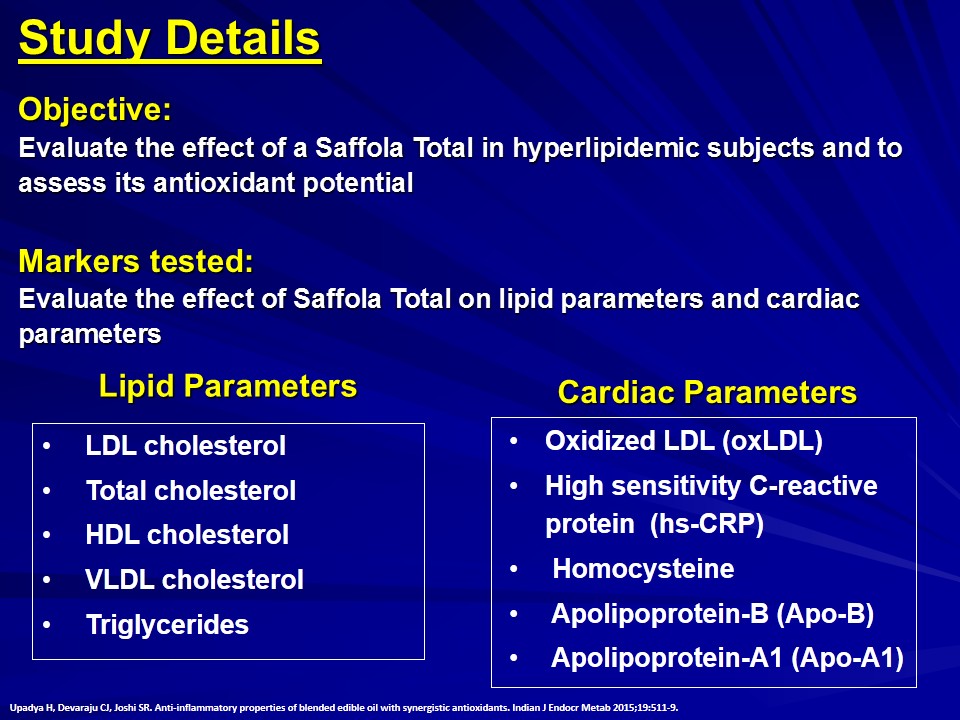 Study Details
Objective:
Evaluate the effect of a Saffola Total in hyperlipidemic subjects and to
assess its antioxidant potential
Markers tested:
Evaluate the effect of Saffola Total on lipid parameters and cardiac
parameters
Lipid Parameters
• LDL cholesterol
• Total cholesterol
• HDL cholesterol
• VLDL cholesterol
• Triglycerides
Cardiac Parameters
• Oxidized LDL (oxLDL)
• High sensitivity C-reactive
protein (hs-CRP)
• Homocysteine
• Apolipoprotein-B (Apo-B)
• Apolipoprotein-A1 (Apo-A1)
Upadya H, Devaraju CJ, Joshi SR. Anti-inflammatory properties of blended edible oil with synergistic antioxidants. Indian J Endocr Metab 2015;19:511-9.